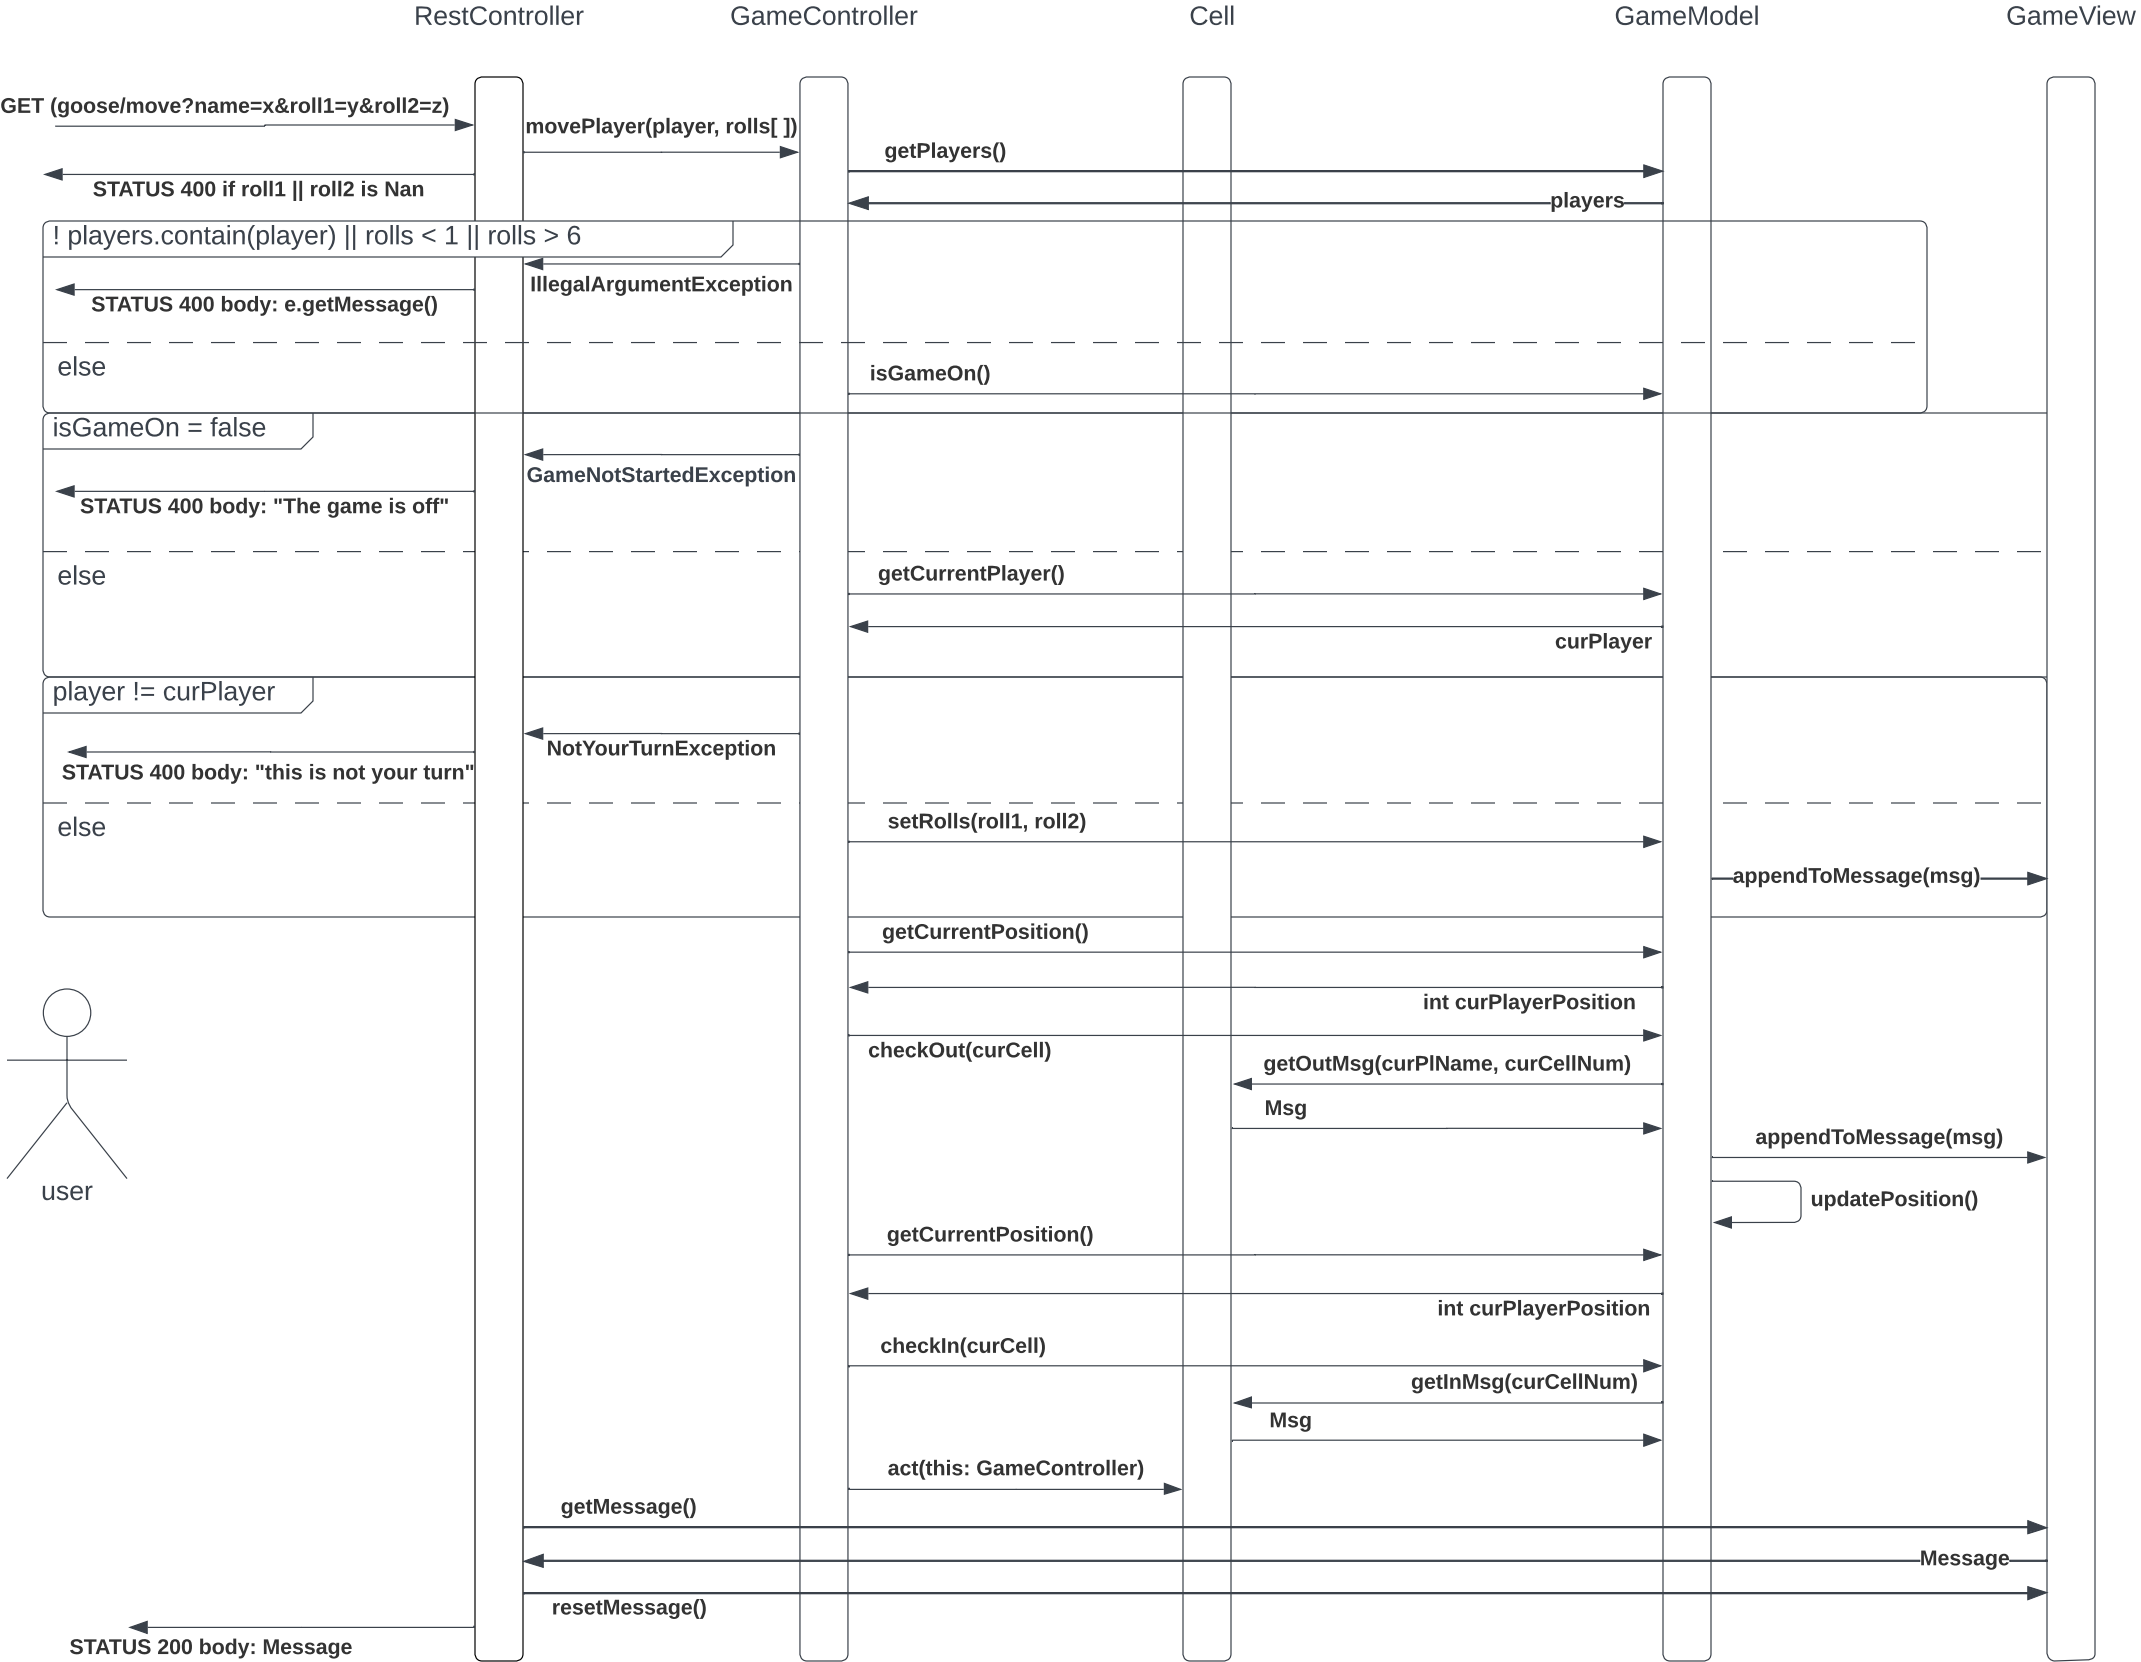 RestController
GameController
Cell
GameModel
GameView
GET (goose/move?name=x&roll1=y&roll2=z)
movePlayer(player, rolls[ ])
getPlayers()
STATUS 400 if roll1 || roll2 is Nan
players
! players.contain(player) || rolls < 1 || rolls > 6
IllegalArgumentException
STATUS 400 body: e.getMessage()
else
isGameOn()
isGameOn = false
GameNotStartedException
STATUS 400 body: "The game is off"
else
getCurrentPlayer()
curPlayer
player != curPlayer
NotYourTurnException
STATUS 400 body: "this is not your turn"
else
setRolls(roll1, roll2)
appendToMessage(msg)
getCurrentPosition()
int curPlayerPosition
checkOut(curCell)
getOutMsg(curPlName, curCellNum)
Msg
appendToMessage(msg)
user
updatePosition()
getCurrentPosition()
int curPlayerPosition
checkIn(curCell)
getInMsg(curCellNum)
Msg
act(this: GameController)
getMessage()
Message
resetMessage()
STATUS 200 body: Message